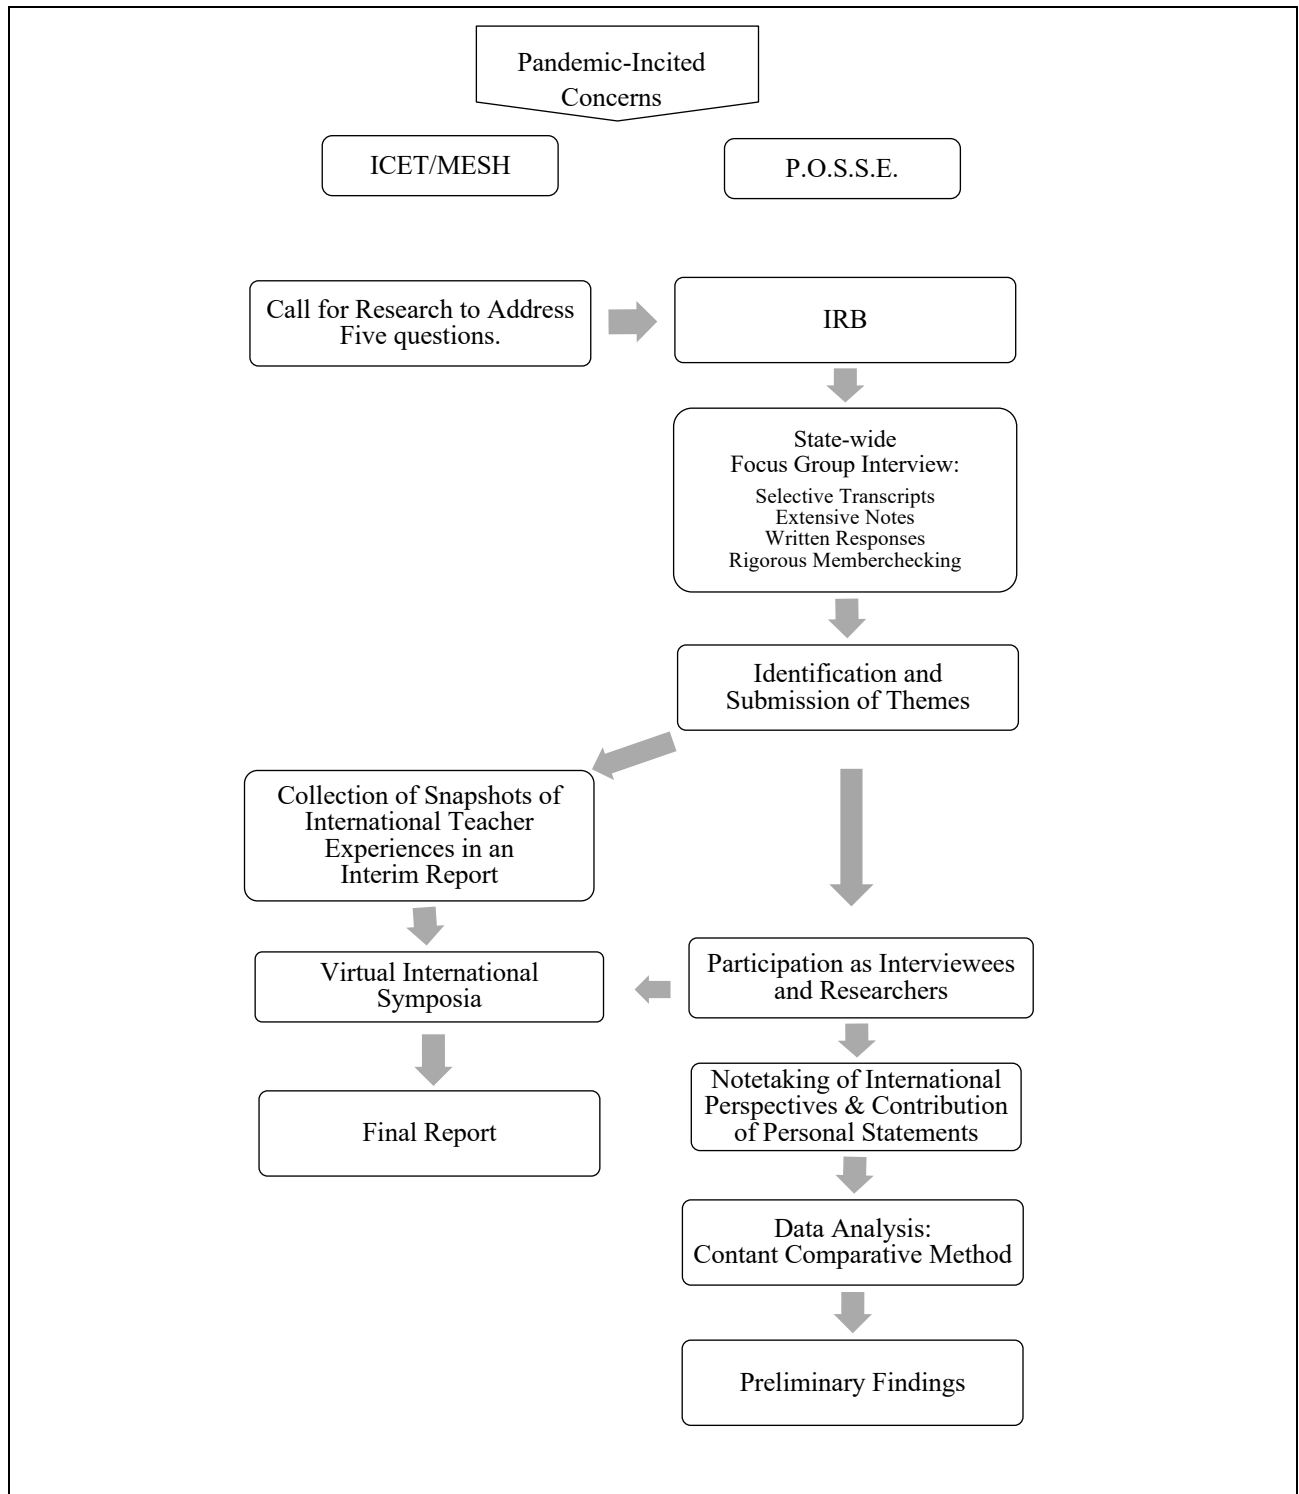 Pandemic-Incited
Concerns
ICET/MESH
P.O.S.S.E.
Call for Research to Address
Five questions.
IRB
State-wide
Focus Group Interview:
Selective Transcripts
Extensive Notes
Written Responses
Rigorous Memberchecking
Identification and
Submission of Themes
Collection of Snapshots of
International Teacher
Experiences in an
Interim Report
Virtual International
Symposia
Participation as Interviewees
and Researchers
Final Report
Notetaking of International
Perspectives & Contribution
of Personal Statements
Data Analysis:
Contant Comparative Method
Preliminary Findings